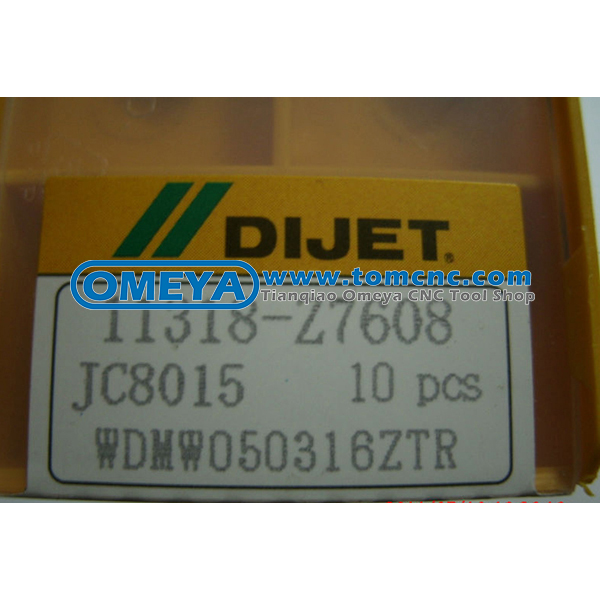 DIJET®
OMEYA www.tomcnc.com
Tianqiao Omeya CNC Tool Shop
11318-Z7608
JC8015 10 pcs
WDMW050316ZTR